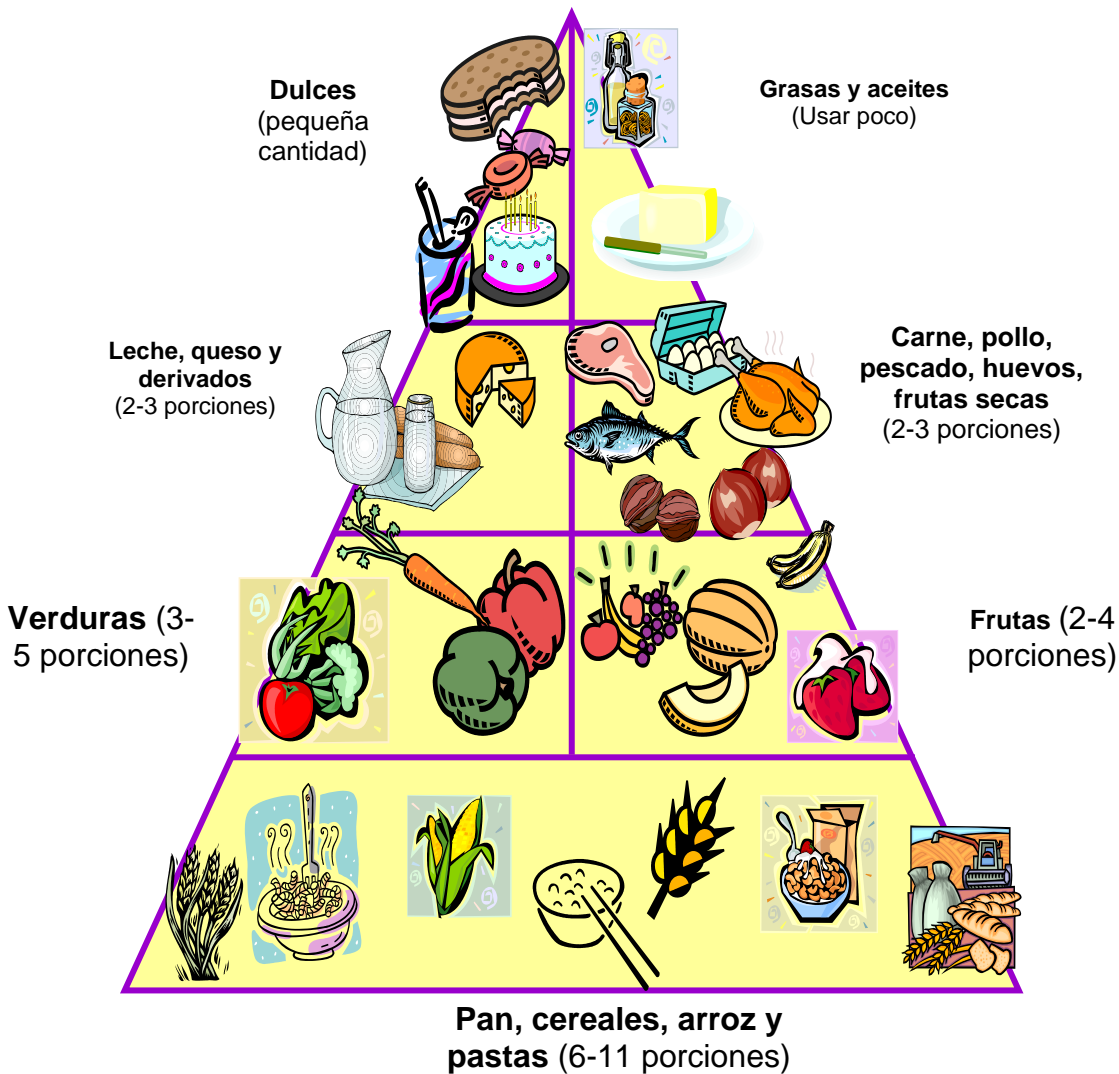 Dulces
(pequeña
cantidad)
Grasas y aceites
(Usar poco)
Leche, queso y
derivados
(2-3 porciones)
Carne, pollo,
pescado, huevos,
frutas secas
(2-3 porciones)
Verduras (3-
5 porciones)
Frutas (2-4
porciones)
Pan, cereales, arroz y
pastas (6-11 porciones)